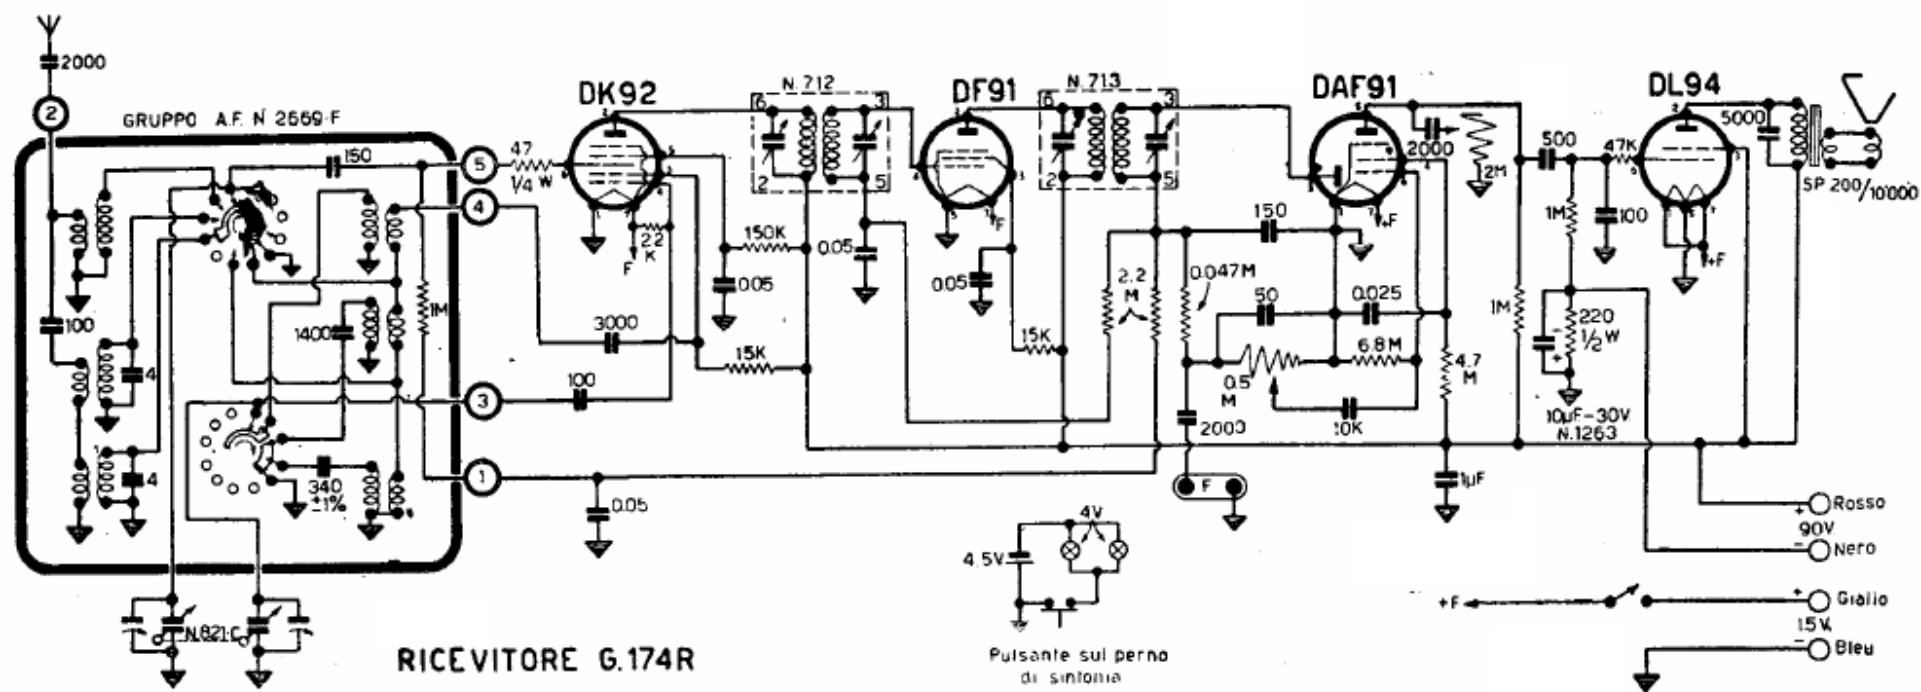 2000
2
GRUPPO A.F. N 2669-F
150
5
47
1/4 W
4
100
4
4
1400
340
±1%
1M
3
1
N.821-C
DK92
2
22
K
F
150K
0.05
3000
15K
100
0.05
N. 712
6
3
2
5
0.05
DF91
F
0.05
15K
N. 713
6
3
2
5
2.2
M
150
0.047M
50
0.5
M
2000
F
DAF91
+F
0.025
6.8M
10K
4.7
M
1µF
2000
2M
1M
500
1M
100
47K
220
1/2W
10µF-30V
N.1263
DL94
+F
5000
SP 200/10'000
4.5V
4V
Pulsante sul perno
di sintonia
RICEVITORE G.174R
+ Rosso
90V
- Nero
+F
+ Giallo
1.5V.
- Bleu